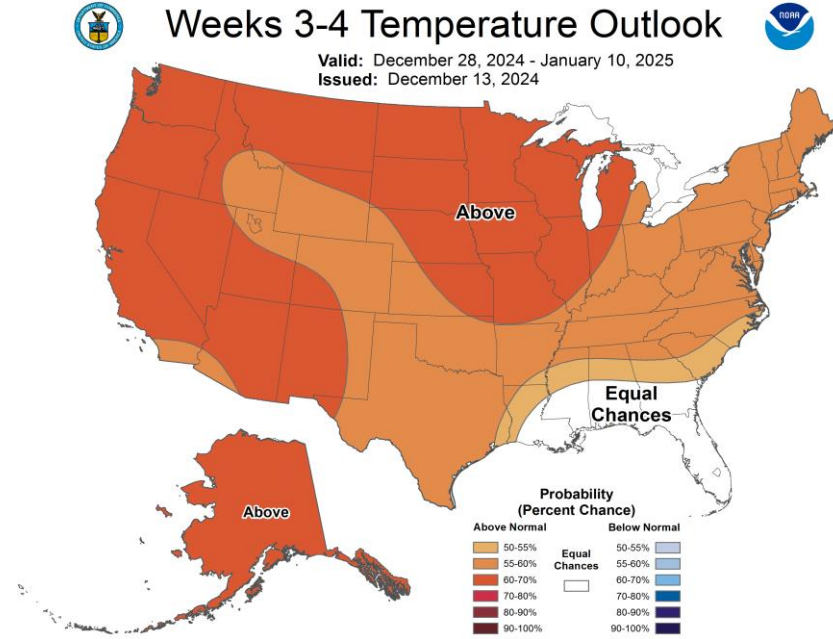 Weeks 3-4 Temperature Outlook
NOAA
Valid: December 28, 2024 - January 10, 2025
Issued: December 13, 2024
Above
Equal
Chances
Above
Probability
(Percent Chance)
Above Normal
50-55%
55-60%
60-70%
70-80%
80-90%
90-100%
Equal
Chances
Below Normal
50-55%
55-60%
60-70%
70-80%
80-90%
90-100%